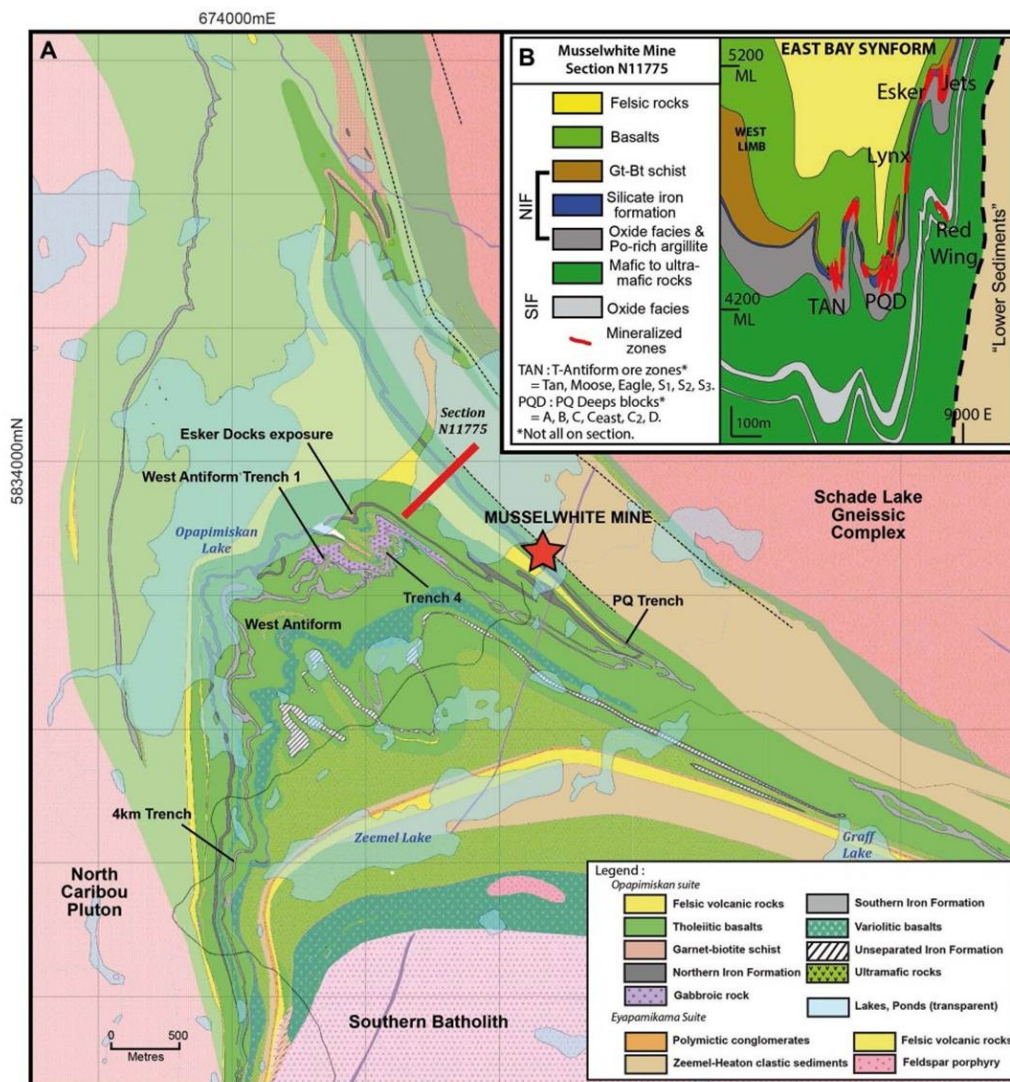 674000mE
5834000mN
A
Section
N11775
Esker Docks exposure
West Antiform Trench 1
Opapimiskan
Lake
MUSSELWHITE MINE
Schade Lake
Gneissic
Complex
Trench 4
PQ Trench
West Antiform
4km Trench
Zeemel Lake
Graff
Lake
North
Caribou
Pluton
Southern Batholith
0 500
Metres
B
Musselwhite Mine
Section N11775
Felsic rocks
Basalts
Gt-Bt schist
Silicate iron
formation
Oxide facies &
Po-rich argillite
Mafic to ultra-
mafic rocks
Oxide facies
Mineralized
zones
NIF
SIF
TAN : T-Antiform ore zones*
= Tan, Moose, Eagle, S1, S2, S3.
PQD : PQ Deeps blocks*
= A, B, C, Ceast, C2, D.
*Not all on section.
EAST BAY SYNFORM
5200
ML
Esker
Jets
WEST
LIMB
Lynx
Red
Wing
4200
ML
TAN
PQD
"Lower Sediments"
100m
9000 E
Legend :
Opapimiskan suite
Felsic volcanic rocks
Tholeiitic basalts
Garnet-biotite schist
Northern Iron Formation
Gabbroic rock
Southern Iron Formation
Variolitic basalts
Unseparated Iron Formation
Ultramafic rocks
Lakes, Ponds (transparent)
Eyapamikama Suite
Polymictic conglomerates
Zeemel-Heaton clastic sediments
Felsic volcanic rocks
Feldspar porphyry